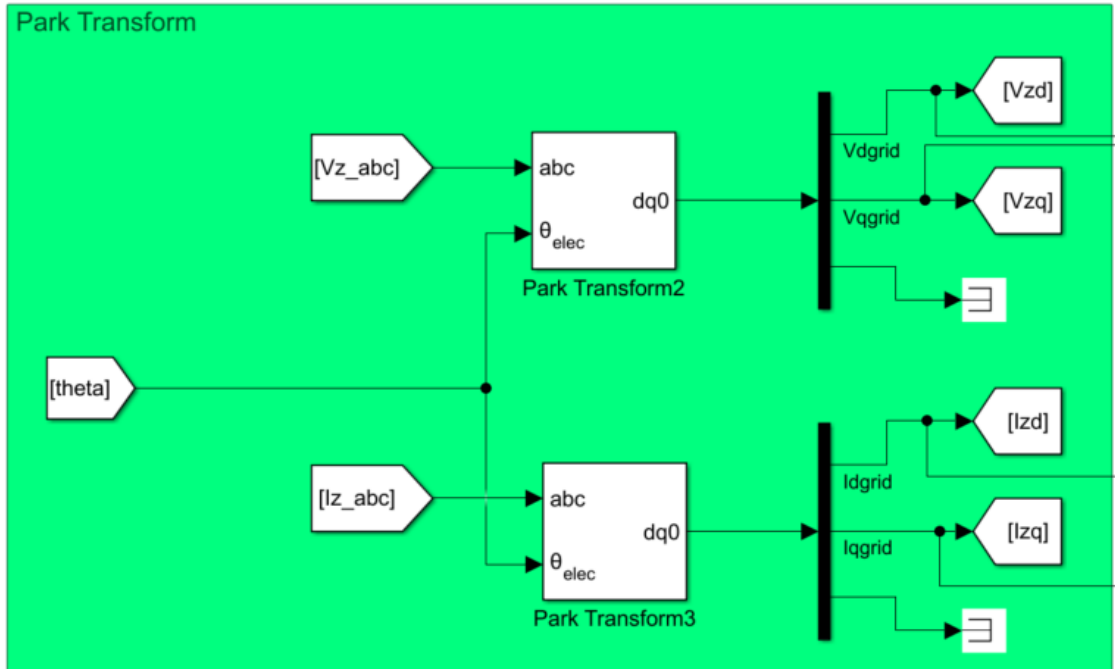 Park Transform
[Vz_abc]
abc
θelec
dq0
Park Transform2
Vdgrid
Vqgrid
[Vzd]
[Vzq]
[theta]
[Iz_abc]
abc
θelec
dq0
Park Transform3
Idgrid
Iqgrid
[Izd]
[Izq]